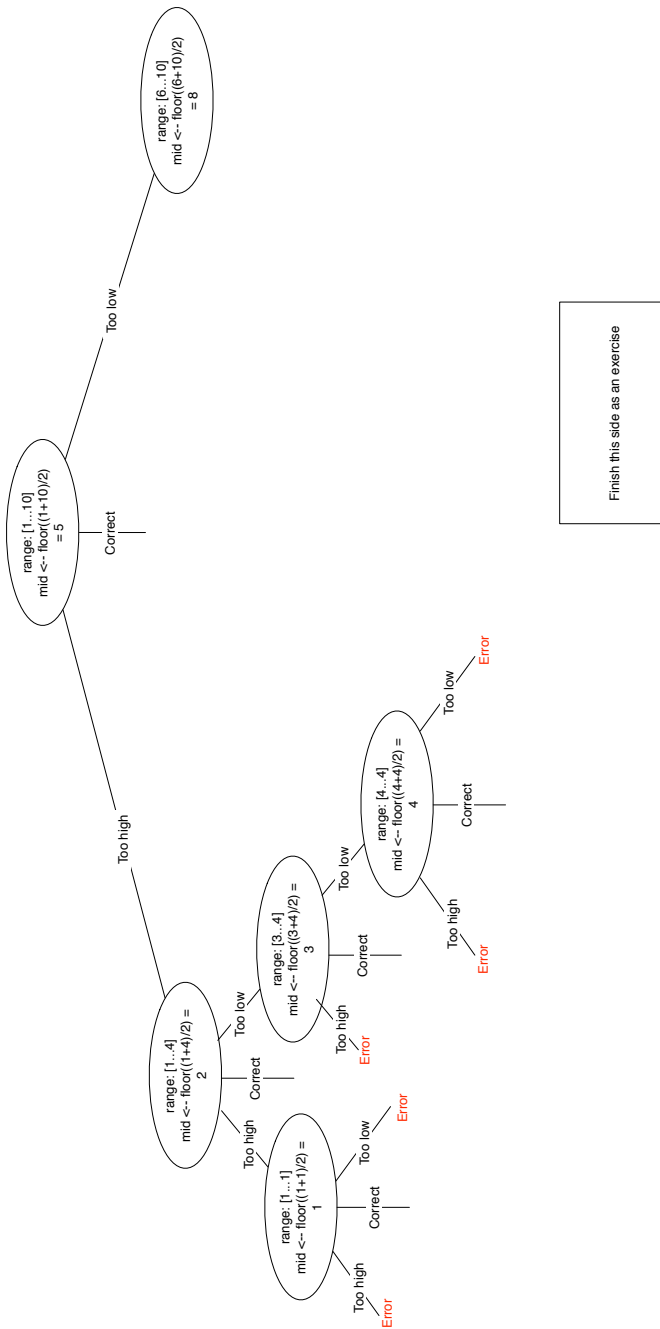 range: [1...10]
mid <-- floor((1+10)/2)
= 5
Too high
Correct
Too low
range: [1...4]
mid <-- floor((1+4)/2) =
2
range: [6...10]
mid <-- floor((6+10)/2)
= 8
Too high
Correct
Too low
range: [1...1]
mid <-- floor((1+1)/2) =
1
range: [3...4]
mid <-- floor((3+4)/2) =
3
Too high
Correct
Too low
Error
Error
Too high
Correct
Too low
Error
range: [4...4]
mid <-- floor((4+4)/2) =
4
Too high
Correct
Too low
Error
Error
Finish this side as an exercise